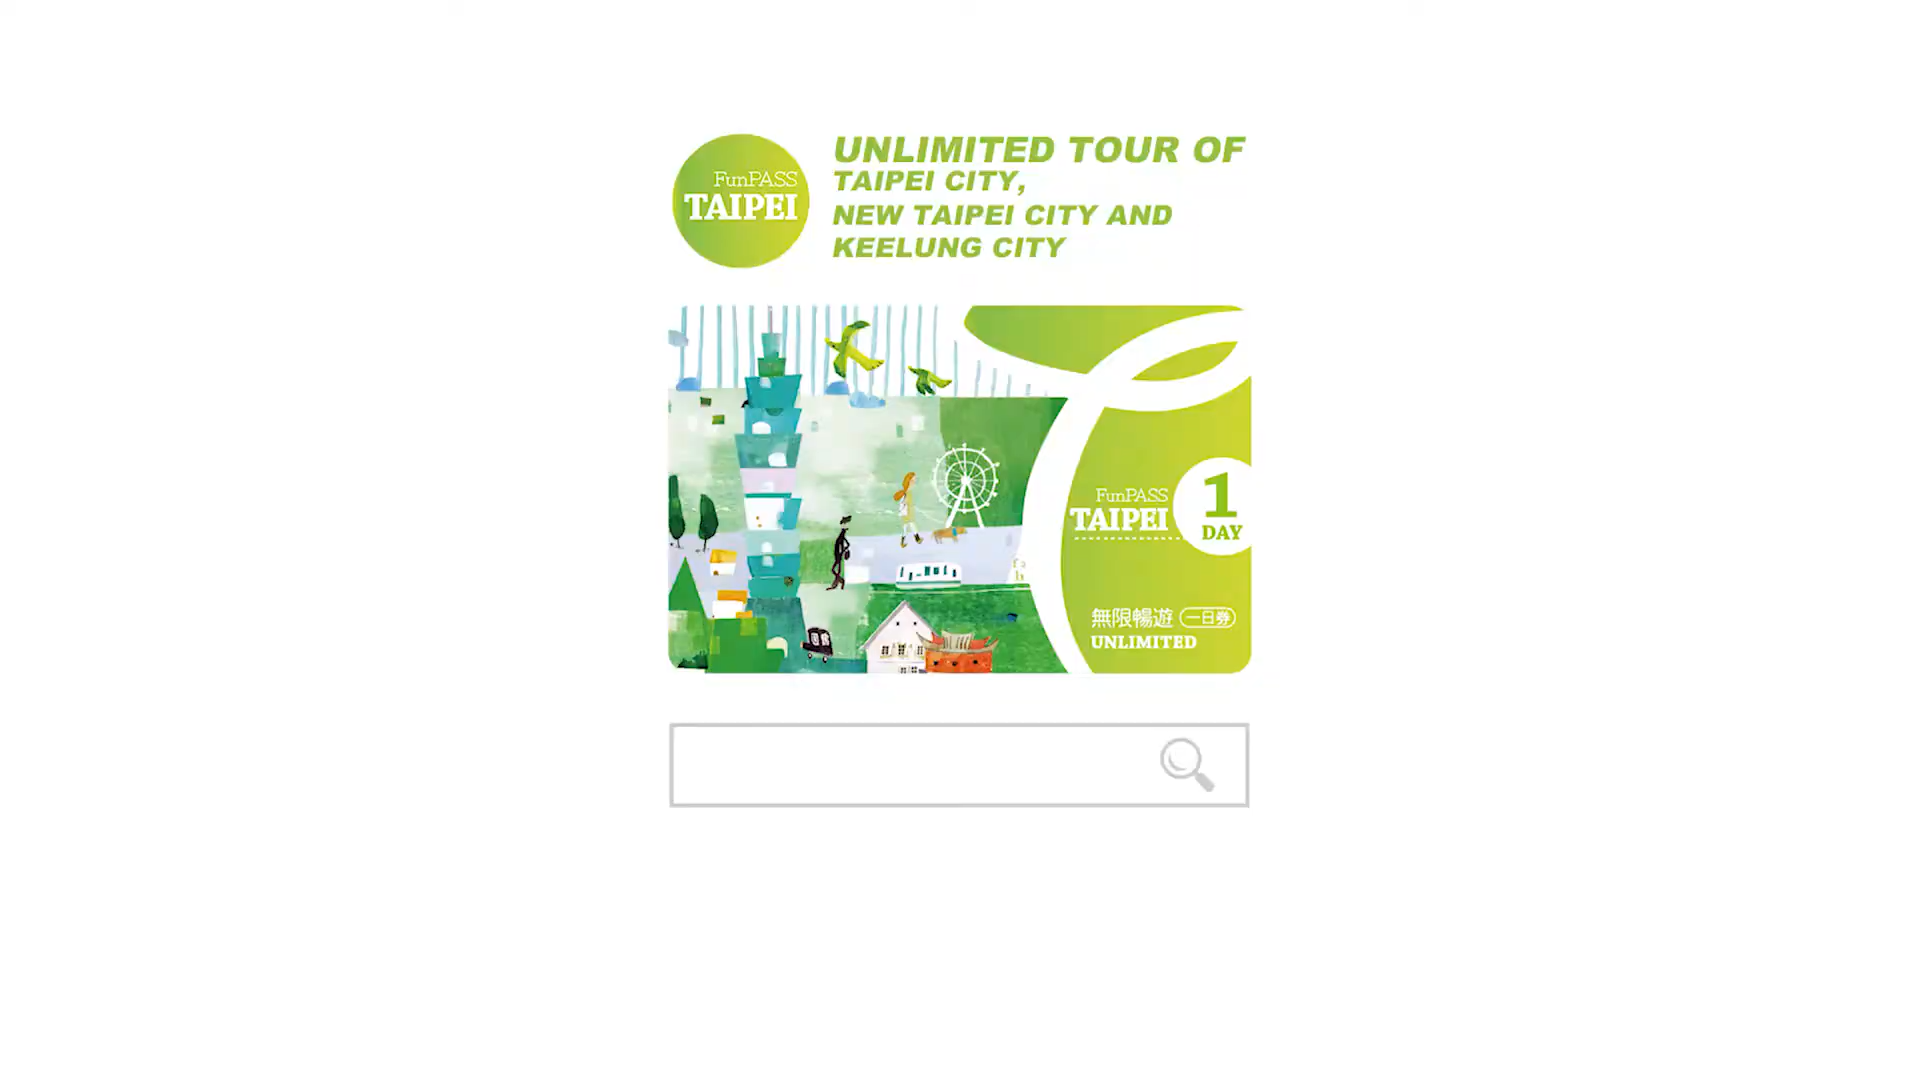 FunPASS
TAIPEI
UNLIMITED TOUR OF
TAIPEI CITY,
NEW TAIPEI CITY AND
KEELUNG CITY
FunPASS
TAIPEI
1
DAY
無限暢遊 一日券
UNLIMITED